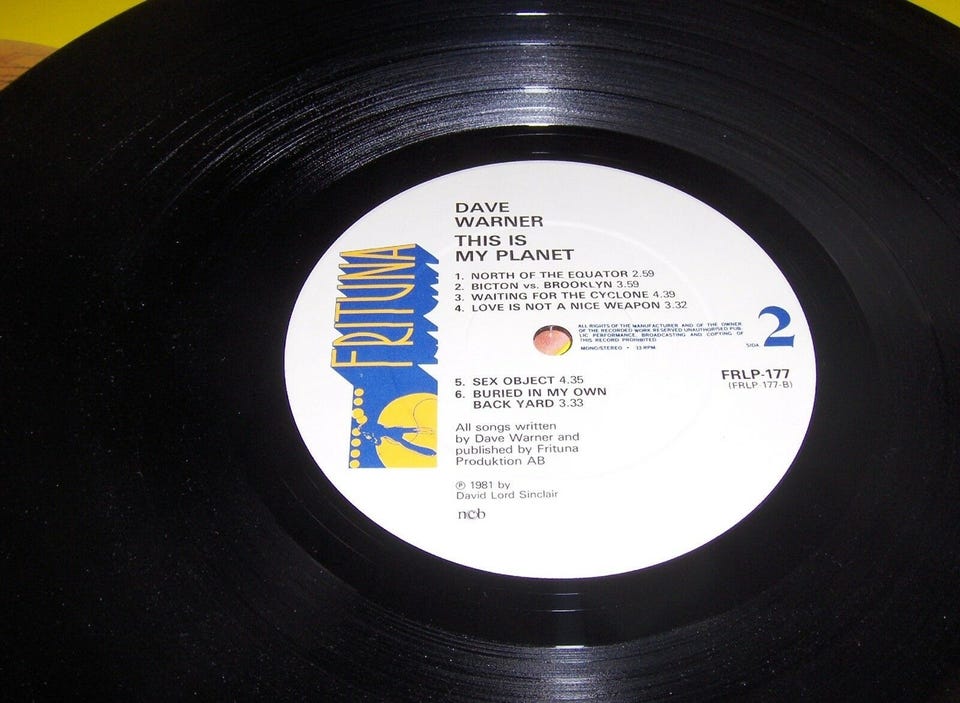 DAVE
WARNER
THIS IS
MY PLANET
1. NORTH OF THE EQUATOR 2.59
2. BICTON vs. BROOKLYN 3.59
3. WAITING FOR THE CYCLONE 4.39
4. LOVE IS NOT A NICE WEAPON 3.32
FRITUNA
ALL RIGHTS OF THE MANUFACTURER AND OF THE OWNER
OF THE RECORDED WORK RESERVED UNAUTHORISED PUB-
LIC PERFORMANCE, BROADCASTING AND COPYING OF
THIS RECORD PROHIBITED
MONO/STEREO • 33 RPM
SIDA 2
5. SEX OBJECT 4.35
6. BURIED IN MY OWN
BACK YARD 3.33
FRLP-177
(FRLP-177-B)
All songs written
by Dave Warner and
published by Frituna
Produktion AB
℗ 1981 by
David Lord Sinclair
ncb